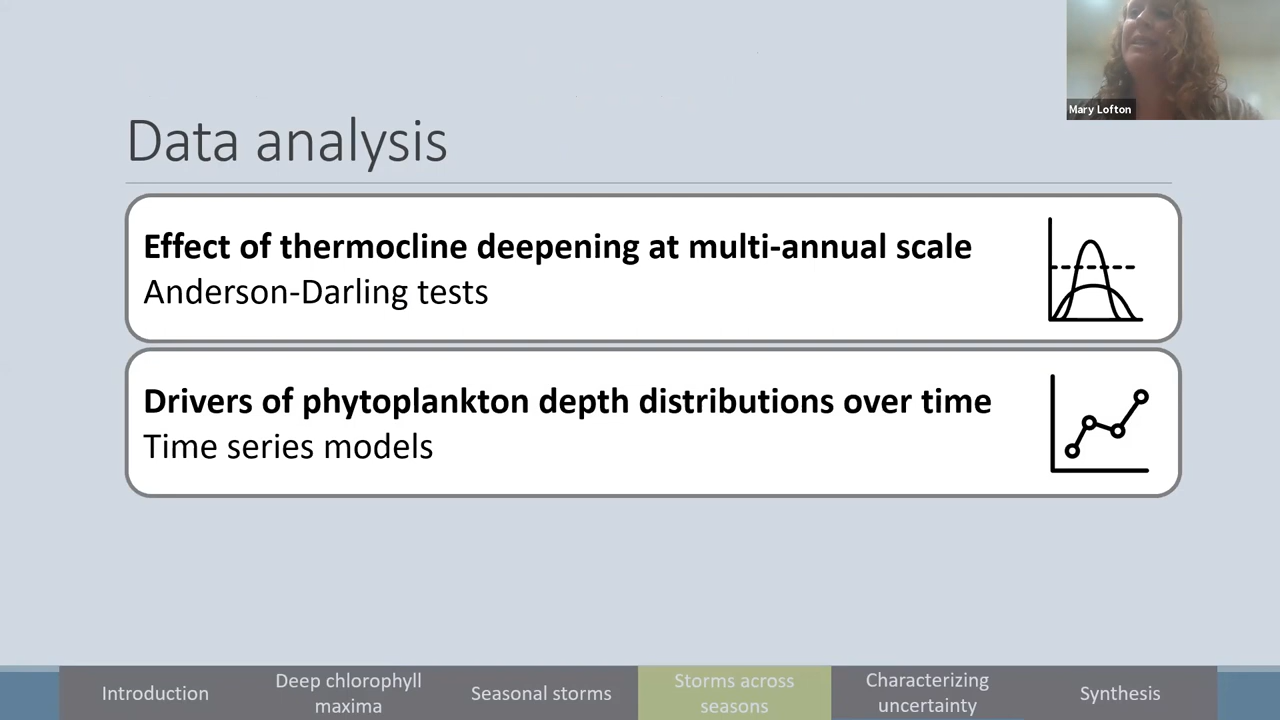 Mary Lofton
Data analysis
Effect of thermocline deepening at multi-annual scale
Anderson-Darling tests
Drivers of phytoplankton depth distributions over time
Time series models
Introduction
Deep chlorophyll
maxima
Seasonal storms
Storms across
seasons
Characterizing
uncertainty
Synthesis